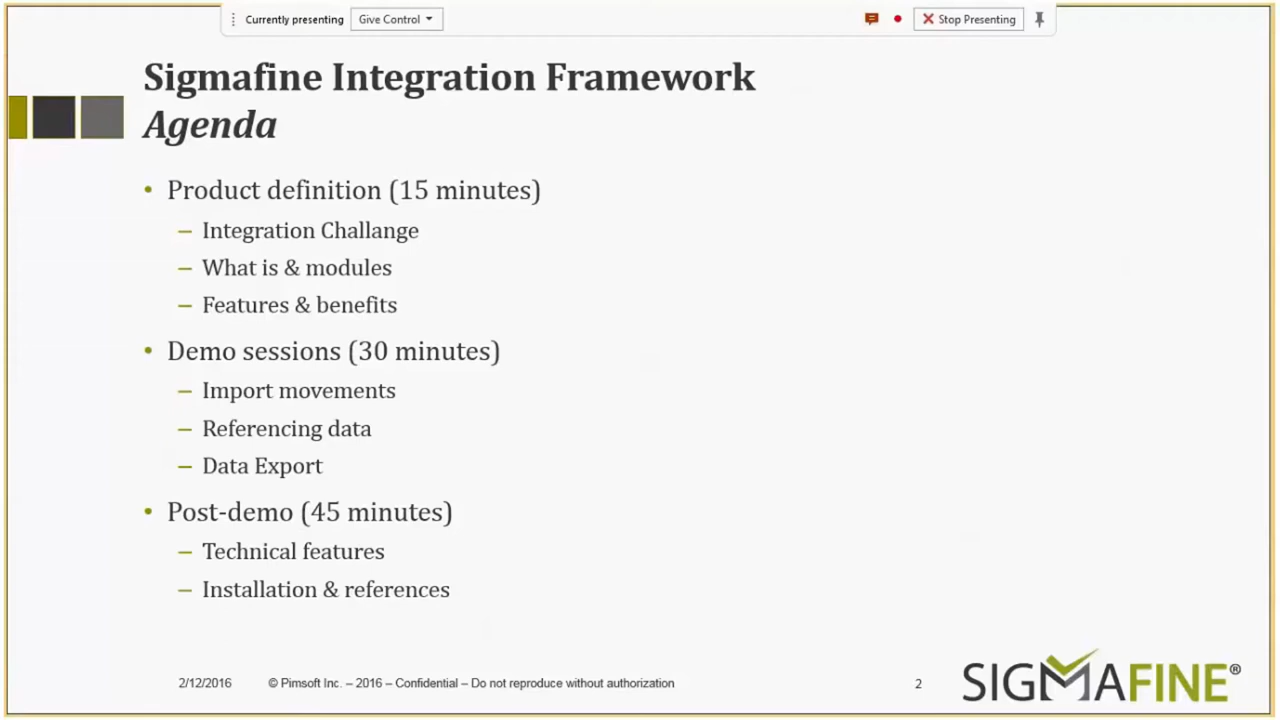 Currently presenting Give Control Stop Presenting
Sigmafine Integration Framework
Agenda
• Product definition (15 minutes)
– Integration Challange
– What is & modules
– Features & benefits
• Demo sessions (30 minutes)
– Import movements
– Referencing data
– Data Export
• Post-demo (45 minutes)
– Technical features
– Installation & references
2/12/2016 © Pimsoft Inc. – 2016 – Confidential – Do not reproduce without authorization 2
SIGMAFINE®